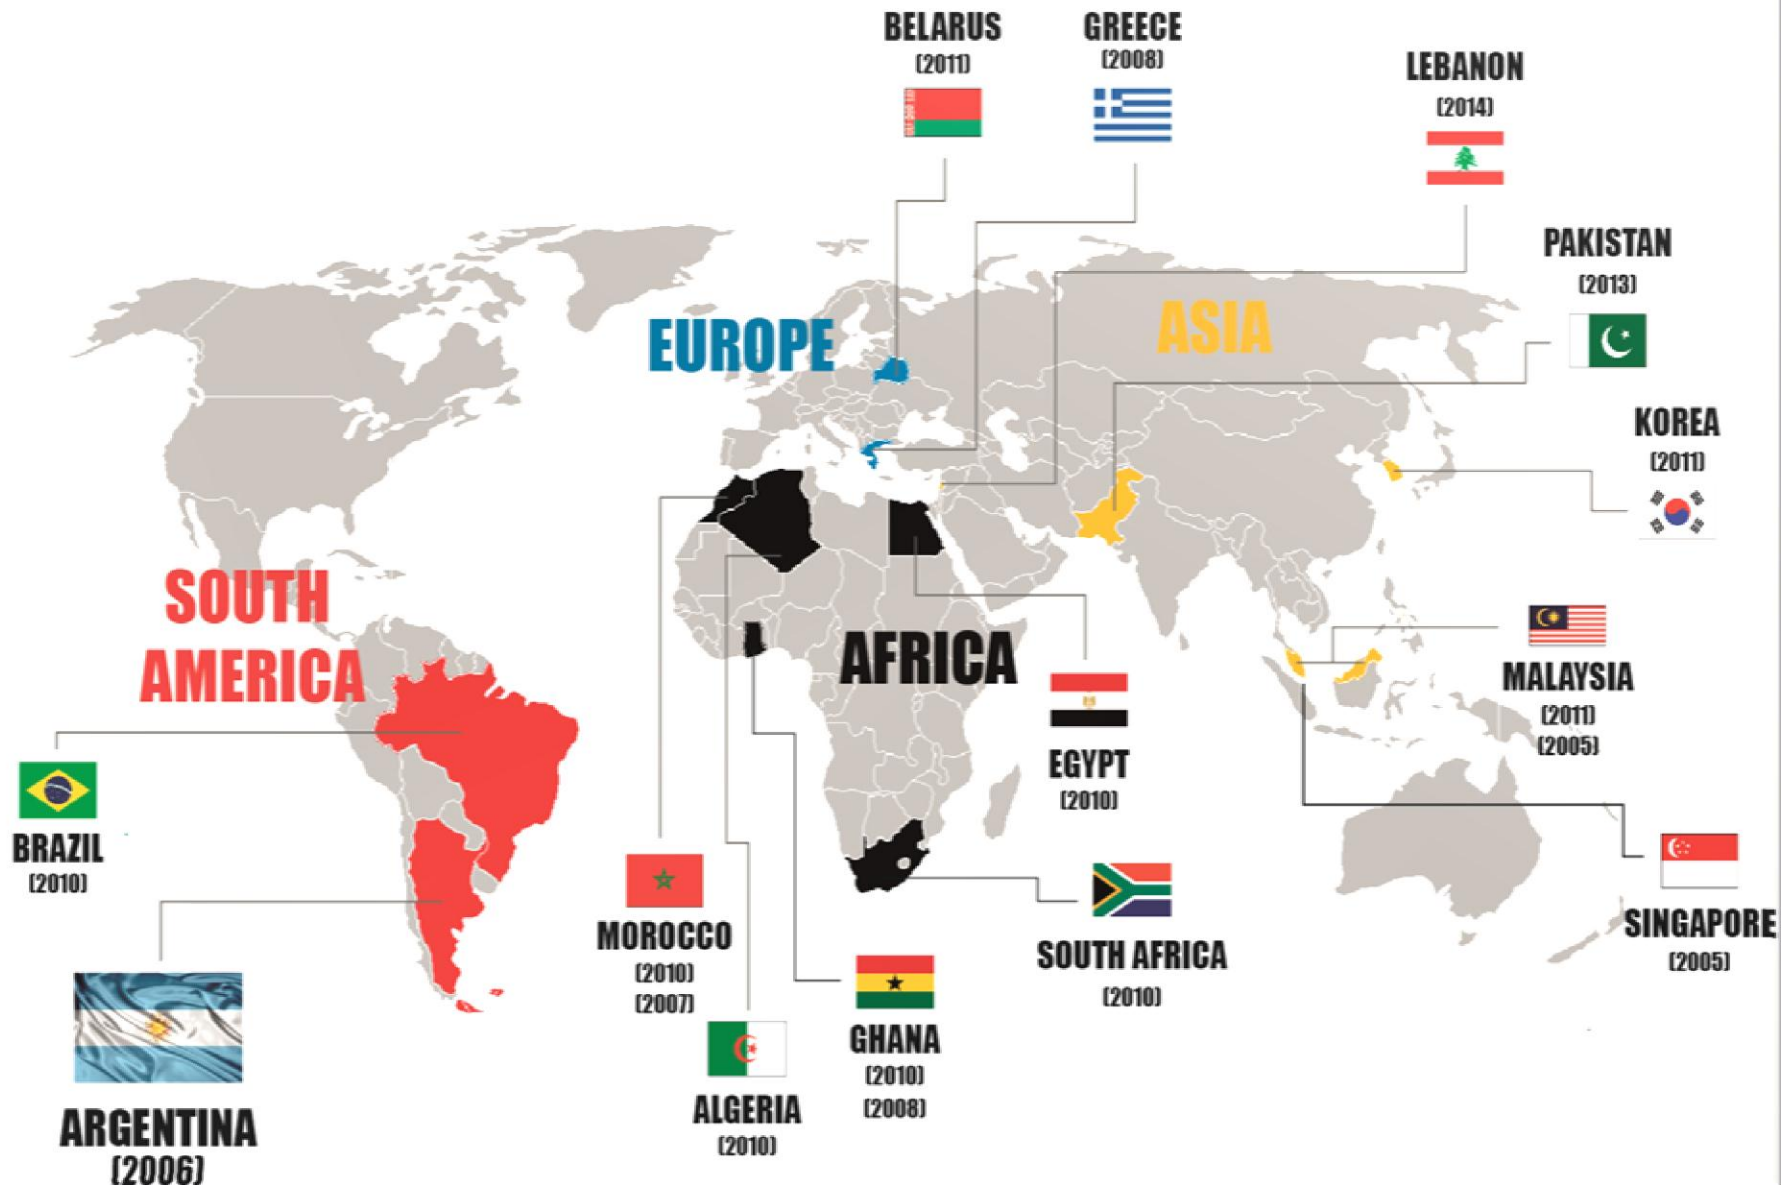 BELARUS
(2011)
GREECE
(2008)
LEBANON
(2014)
PAKISTAN
(2013)
EUROPE
ASIA
KOREA
(2011)
SOUTH
AMERICA
AFRICA
MALAYSIA
(2011)
(2005)
EGYPT
(2010)
BRAZIL
(2010)
MOROCCO
(2010)
(2007)
SOUTH AFRICA
(2010)
SINGAPORE
(2005)
GHANA
(2010)
(2008)
ALGERIA
(2010)
ARGENTINA
(2006)